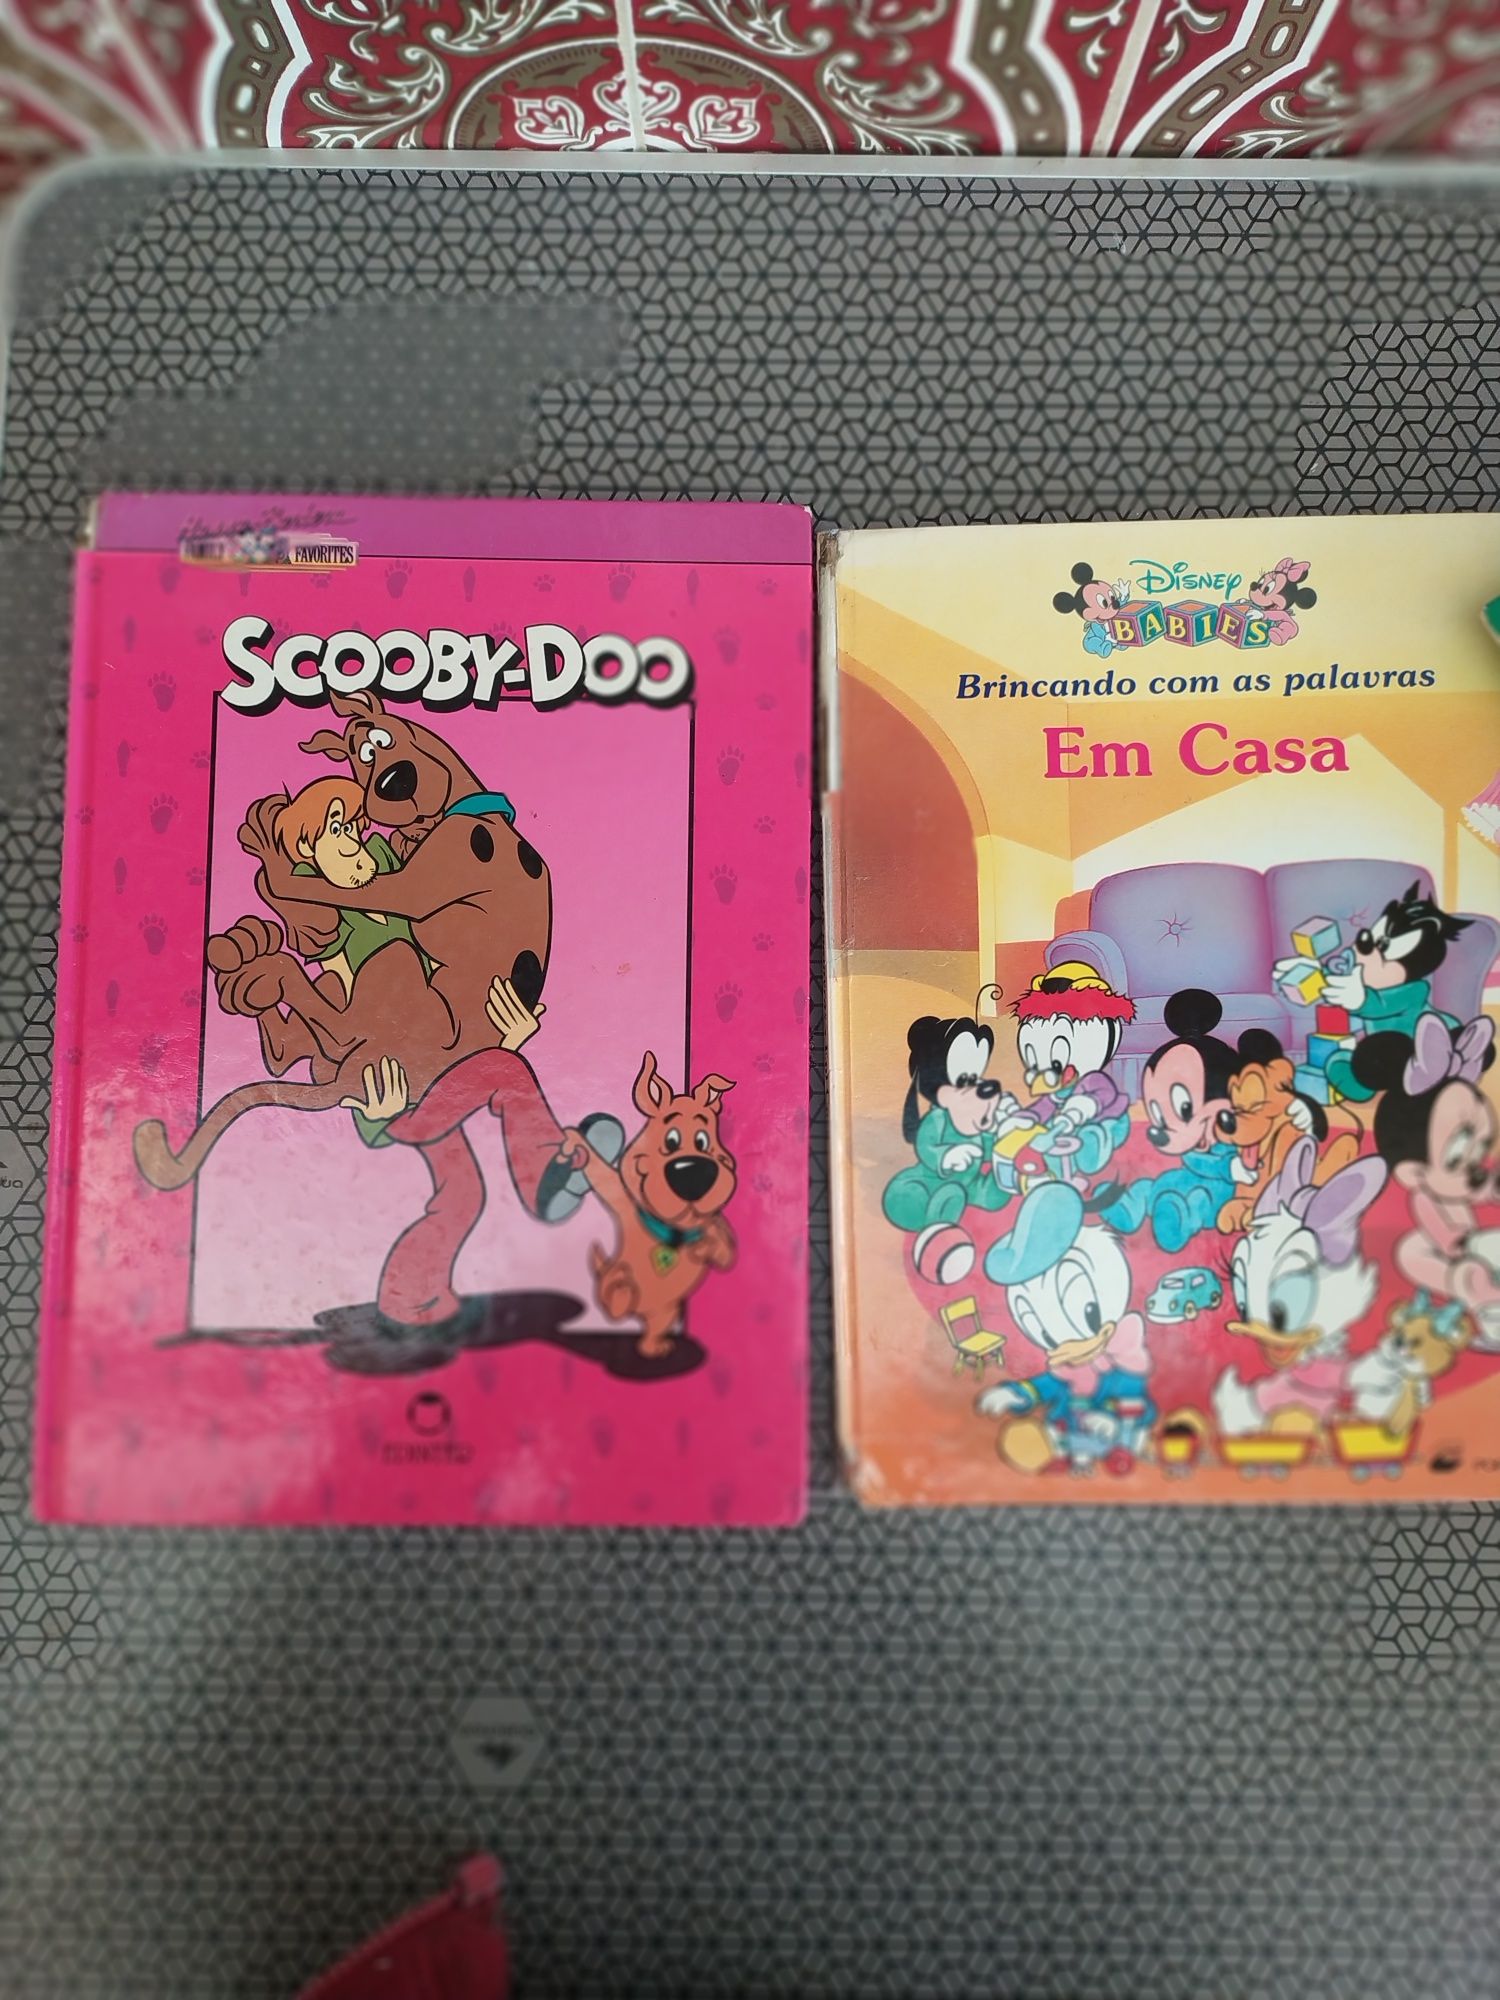 FAVORITES
SCOOBY-DOO
DISNEY
BABIES
Brincando com as palavras
Em Casa